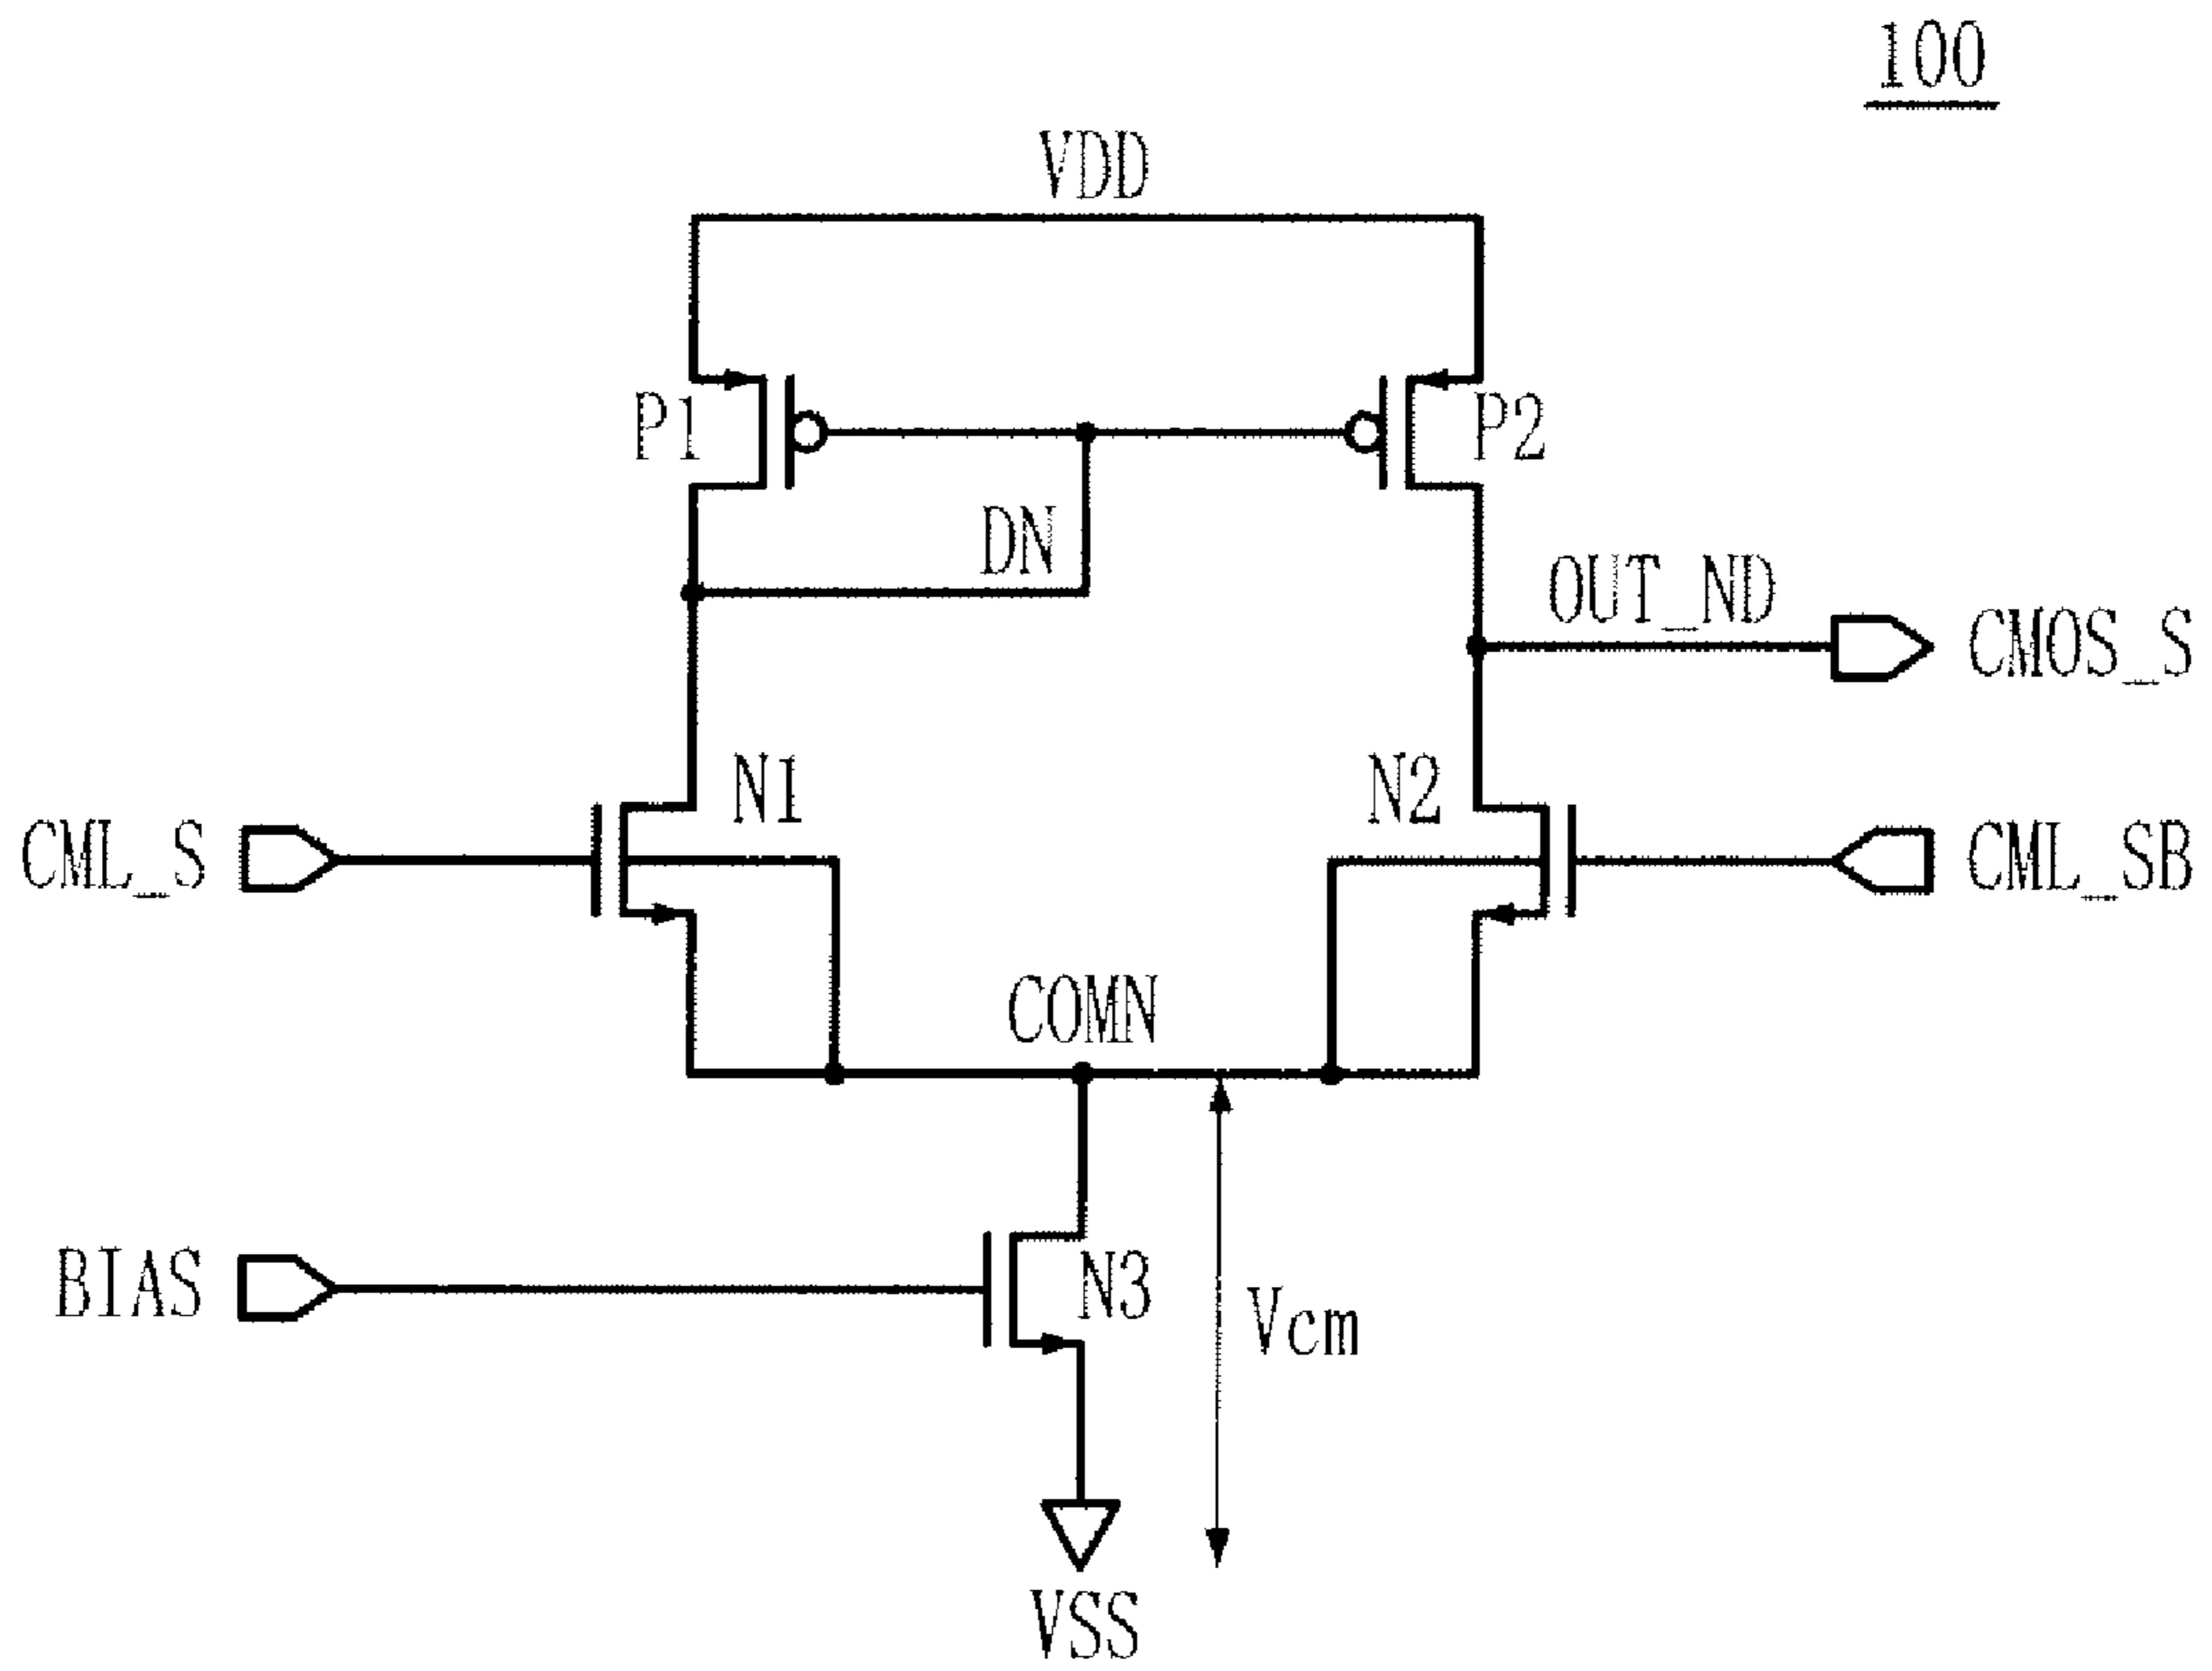 100
VDD
P1
P2
DN
OUT_ND
CMOS_S
N1
N2
CML_S
CML_SB
COMN
BIAS
N3
Vcm
VSS